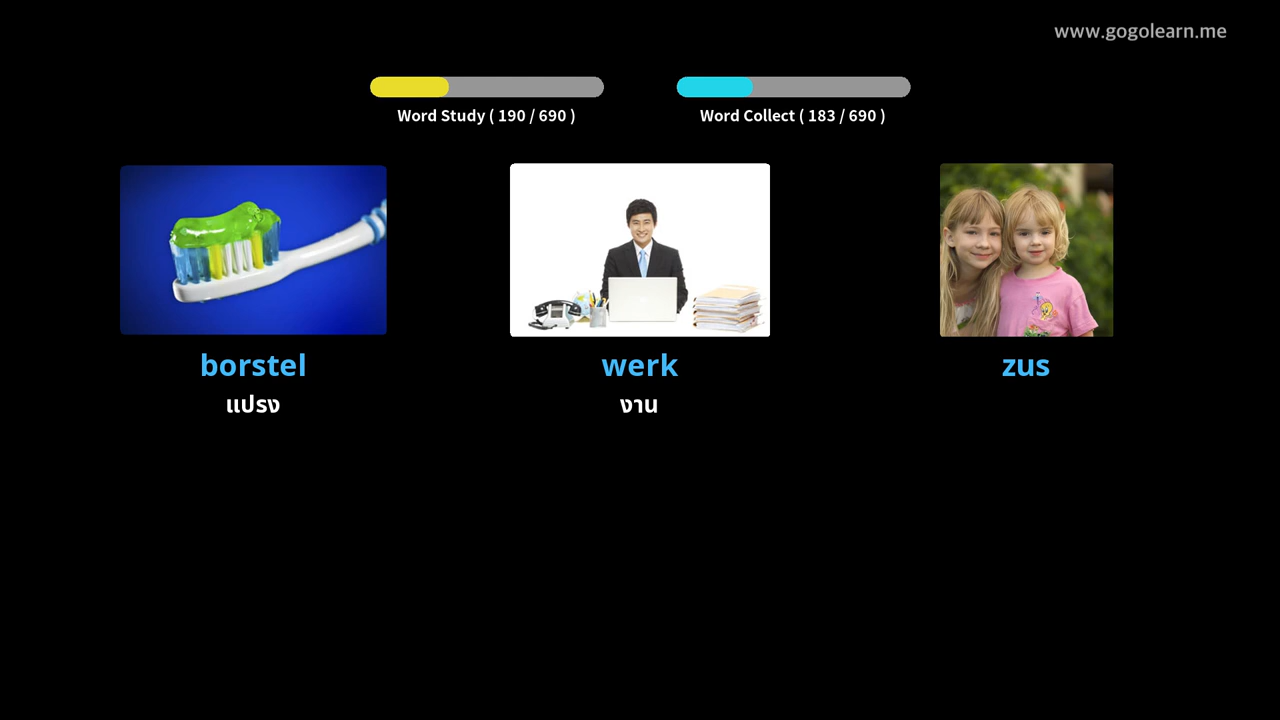 www.gogolearn.me
Word Study ( 190 / 690 )
Word Collect ( 183 / 690 )
borstel
แปรง
werk
งาน
zus